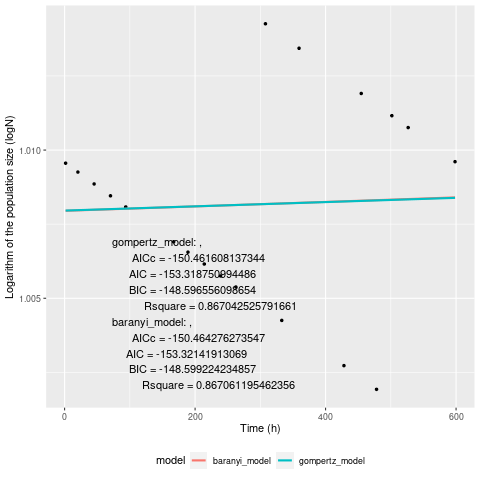 1.010
1.005
Logarithm of the population size (logN)
gompertz_model: ,
AICc = -150.461608137344
AIC = -153.318750994486
BIC = -148.596556098654
Rsquare = 0.867042525791661
baranyi_model: ,
AICc = -150.464276273547
AIC = -153.32141913069
BIC = -148.599224234857
Rsquare = 0.867061195462356
0 200 400 600
Time (h)
model baranyi_model gompertz_model